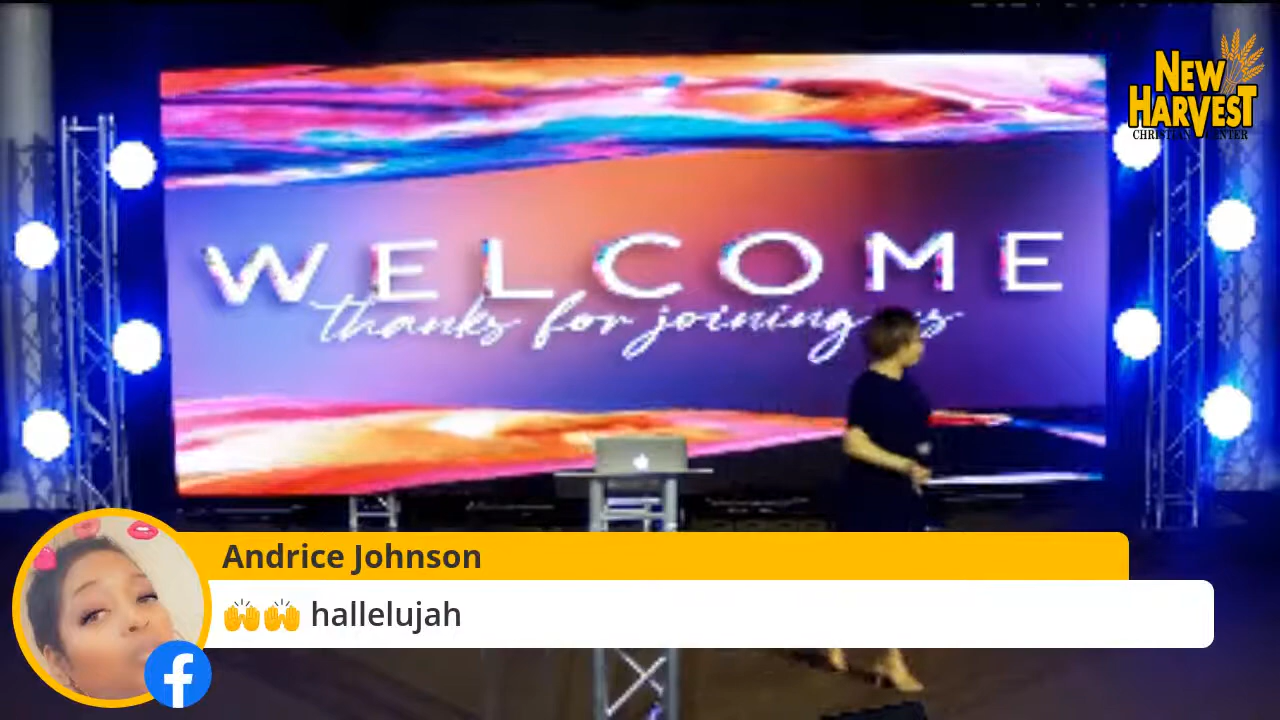 NEW
HARVEST
CHRISTIAN CENTER
WELCOME
thanks for joining us
Andrice Johnson
🙌🙌 hallelujah